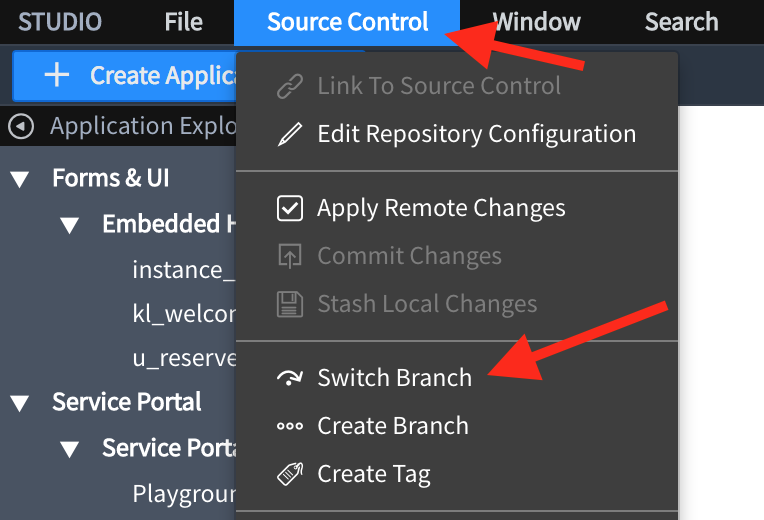 STUDIO File Source Control Window Search
Create Applica
Application Explo
Forms & UI
Embedded H
instance_
kl_welcon
u_reserve
Service Portal
Service Porta
Playgroun
Link To Source Control
Edit Repository Configuration
Apply Remote Changes
Commit Changes
Stash Local Changes
Switch Branch
Create Branch
Create Tag